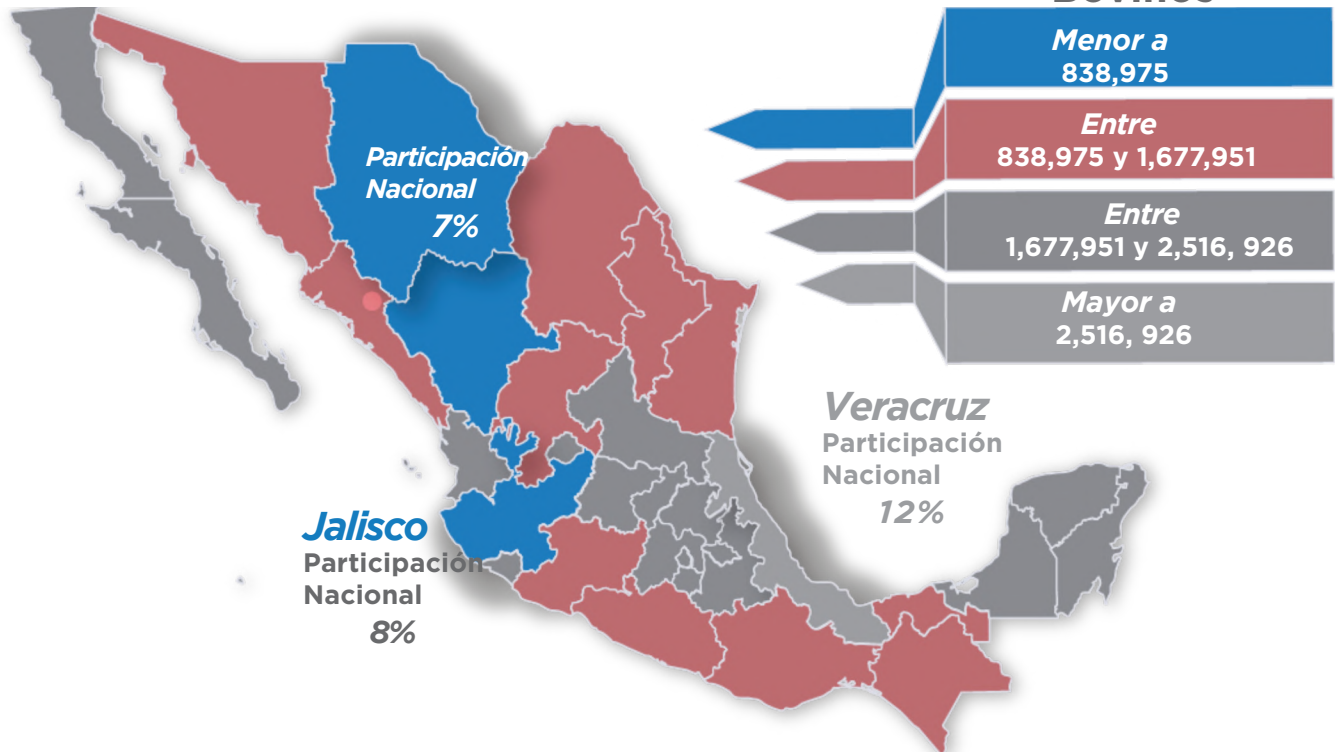 Menor a
838,975
Entre
838,975 y 1,677,951
Entre
1,677,951 y 2,516, 926
Mayor a
2,516, 926
Participación
Nacional
7%
Veracruz
Participación
Nacional
12%
Jalisco
Participación
Nacional
8%